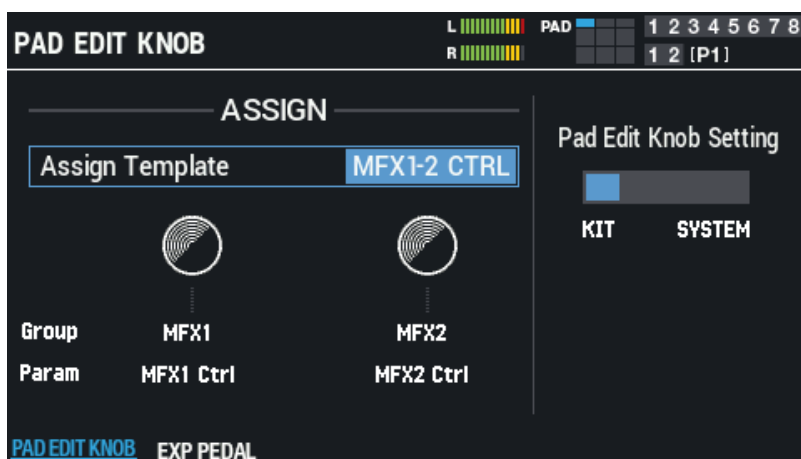 PAD EDIT KNOB
L
R
PAD
1 2 3 4 5 6 7 8
1 2 [P1]
ASSIGN
Assign Template MFX1-2 CTRL
Group MFX1 MFX2
Param MFX1 Ctrl MFX2 Ctrl
Pad Edit Knob Setting
KIT SYSTEM
PAD EDIT KNOB EXP PEDAL